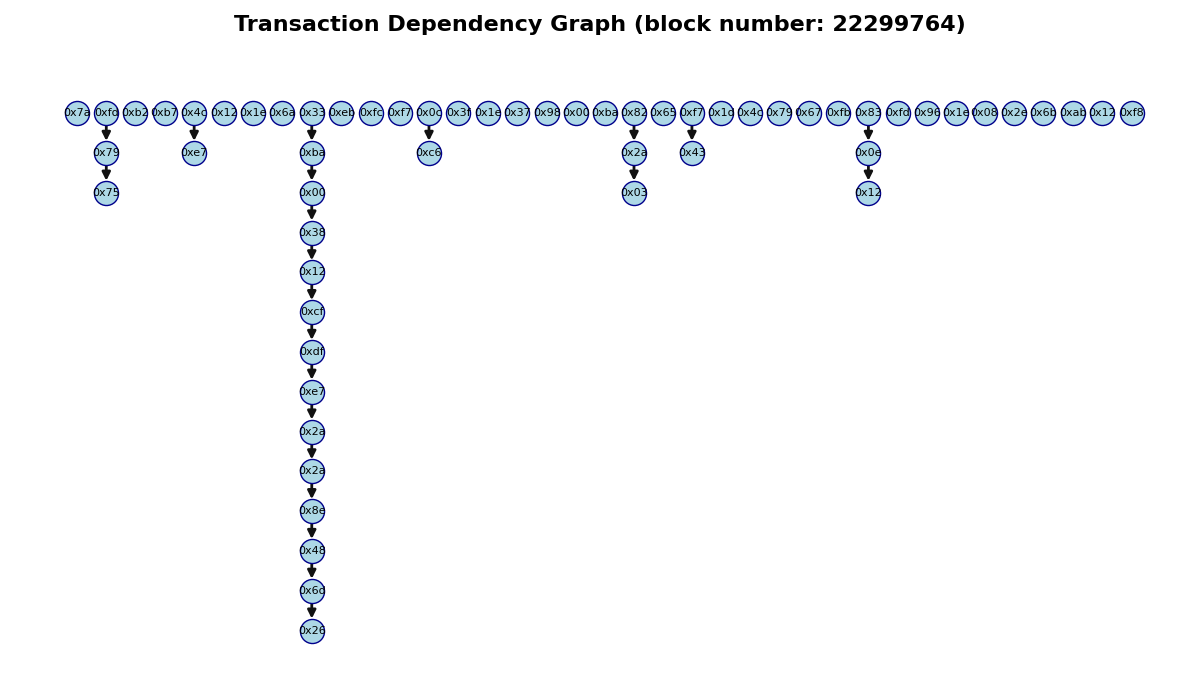 Transaction Dependency Graph (block number: 22299764)
0x7a 0xfd 0xb2 0xb7 0x4c 0x12 0x1e 0x6a 0x33 0xeb 0xfc 0xf7 0x0c 0x3f 0x1e 0x37 0x98 0x00 0xba 0x82 0x65 0xf7 0x1d 0x4c 0x79 0x67 0xfb 0x83 0xfd 0x96 0x1e 0x08 0x2e 0x6b 0xab 0x12 0xf8
0x79 0xe7 0xba 0xc6 0x2a 0x43 0x0e
0x75 0x00 0x03 0x12
0x38
0x12
0xcf
0xdf
0xe7
0x2a
0x2a
0x8e
0x48
0x6d
0x26